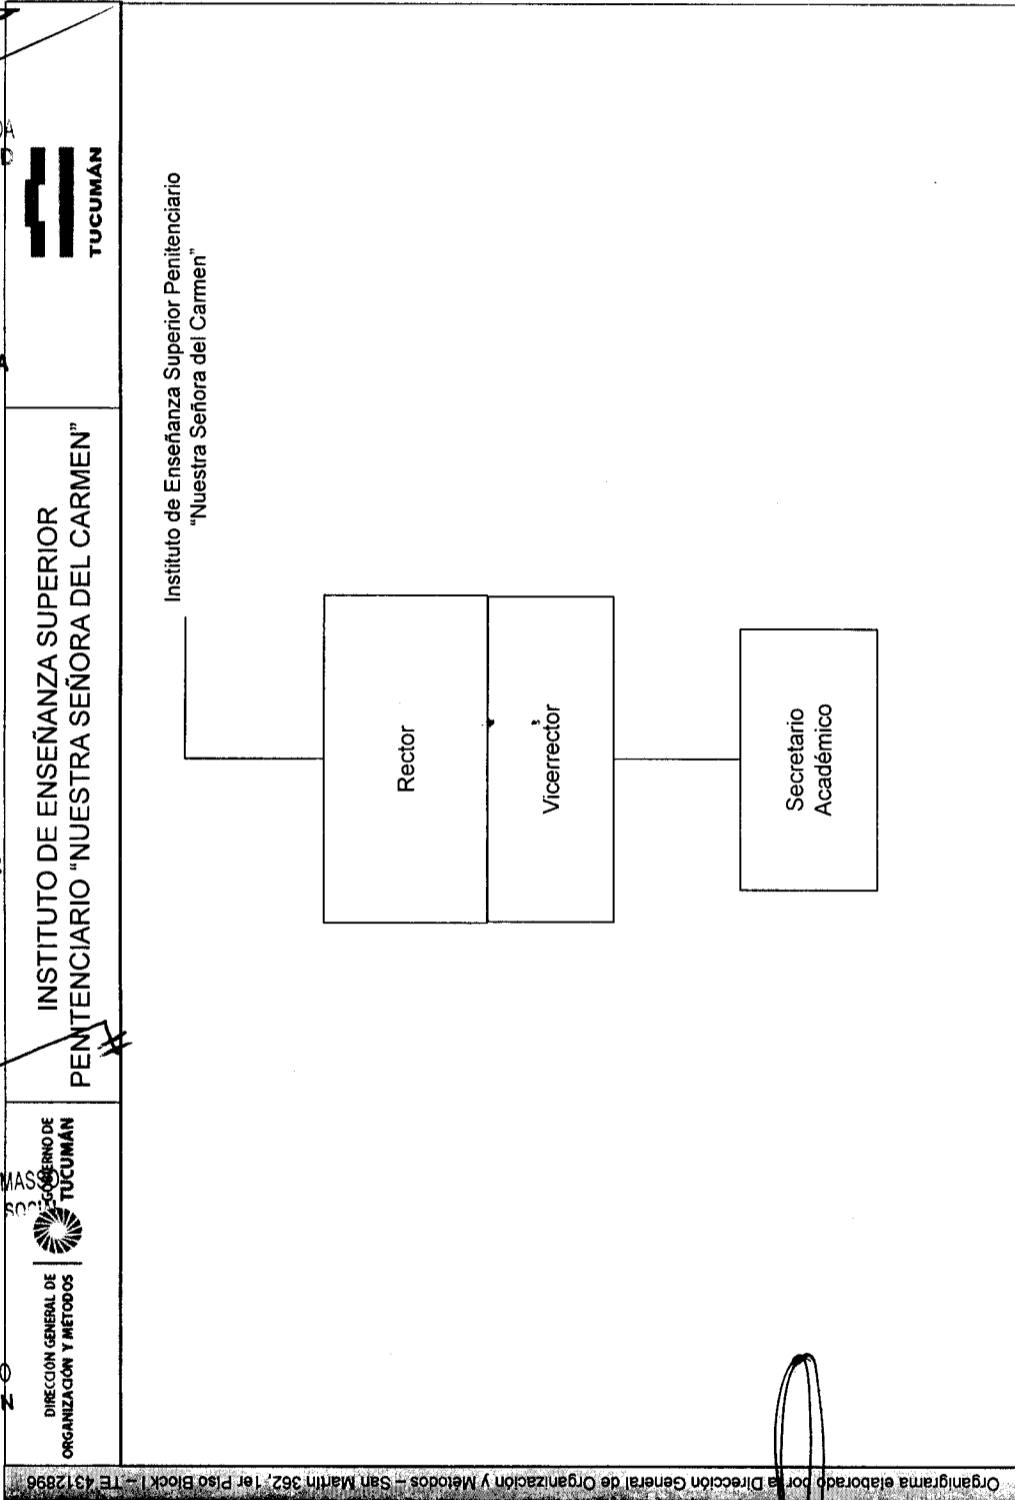 DIRECCIÓN GENERAL DE
ORGANIZACIÓN Y MÉTODOS
GOBIERNO DE
TUCUMÁN
INSTITUTO DE ENSEÑANZA SUPERIOR
PENITENCIARIO "NUESTRA SEÑORA DEL CARMEN"
TUCUMÁN
Instituto de Enseñanza Superior Penitenciario
"Nuestra Señora del Carmen"
Rector
Vicerrector
Secretario
Académico
Organigrama elaborado por la Dirección General de Organización y Métodos – San Martín 362, 1er Piso Block I – TE 4312896